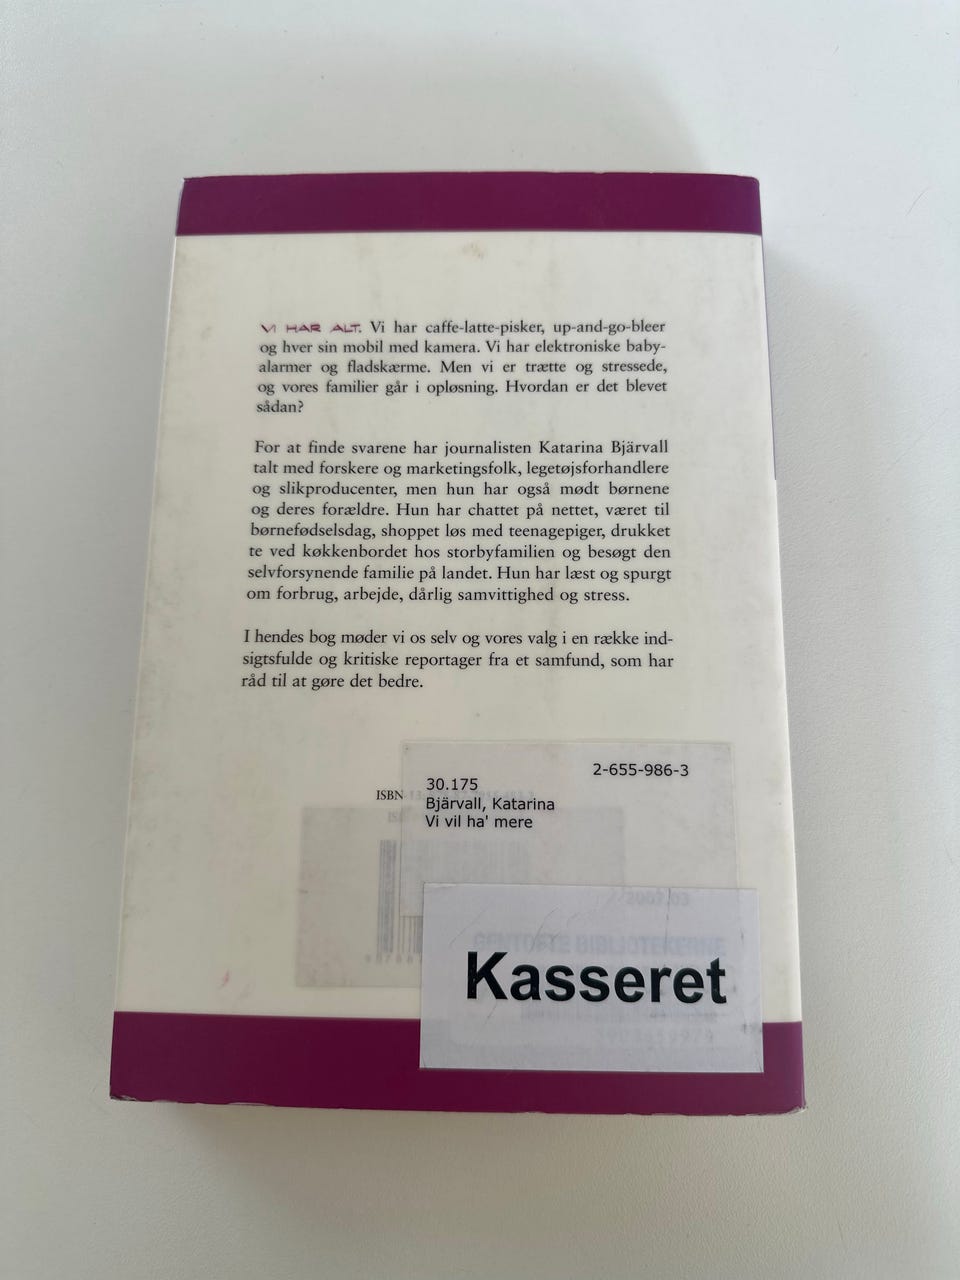 VI HAR ALT. Vi har caffe-latte-pisker, up-and-go-bleer
og hver sin mobil med kamera. Vi har elektroniske baby-
alarmer og fladskærme. Men vi er trætte og stressede,
og vores familier går i opløsning. Hvordan er det blevet
sådan?
For at finde svarene har journalisten Katarina Bjärvall
talt med forskere og marketingsfolk, legetøjsforhandlere
og slikproducenter, men hun har også mødt børnene
og deres forældre. Hun har chattet på nettet, været til
børnefødselsdag, shoppet løs med teenagepiger, drukket
te ved køkkenbordet hos storbyfamilien og besøgt den
selvforsynende familie på landet. Hun har læst og spurgt
om forbrug, arbejde, dårlig samvittighed og stress.
I hendes bog møder vi os selv og vores valg i en række ind-
sigtsfulde og kritiske reportager fra et samfund, som har
råd til at gøre det bedre.
2-655-986-3
30.175
ISBN
Bjärvall, Katarina
Vi vil ha' mere
2007.03
GENTOFTE BIBLIOTEKERNE
Kasseret